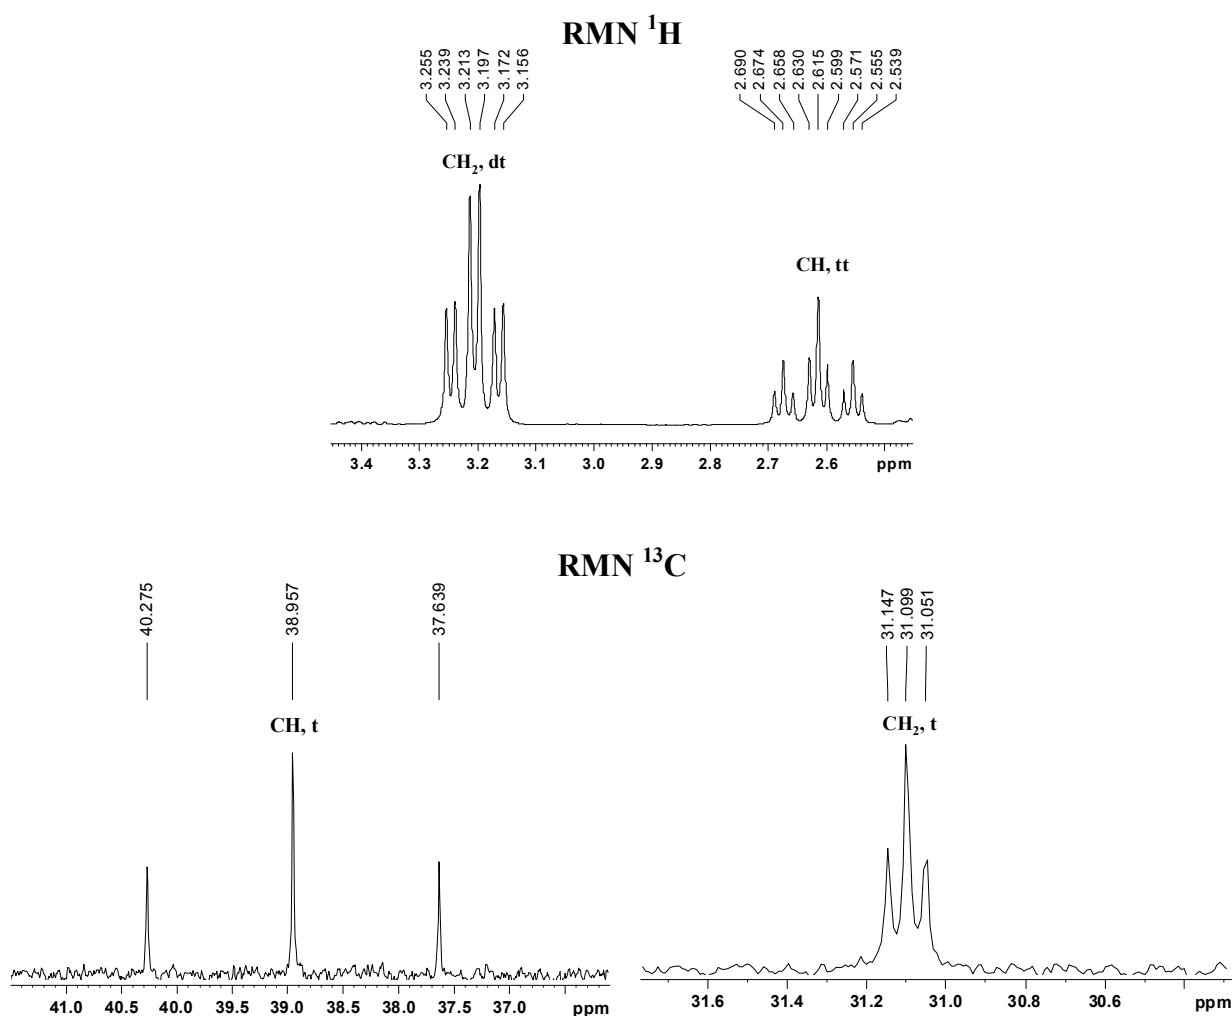 RMN ¹H
3.255 3.239 3.213 3.197 3.172 3.156 2.690 2.674 2.658 2.630 2.615 2.599 2.571 2.555 2.539
CH₂, dt
CH, tt
3.4 3.3 3.2 3.1 3.0 2.9 2.8 2.7 2.6 ppm
RMN ¹³C
40.275 38.957 37.639 31.147 31.099 31.051
CH, t CH₂, t
41.0 40.5 40.0 39.5 39.0 38.5 38.0 37.5 37.0 ppm 31.6 31.4 31.2 31.0 30.8 30.6 ppm